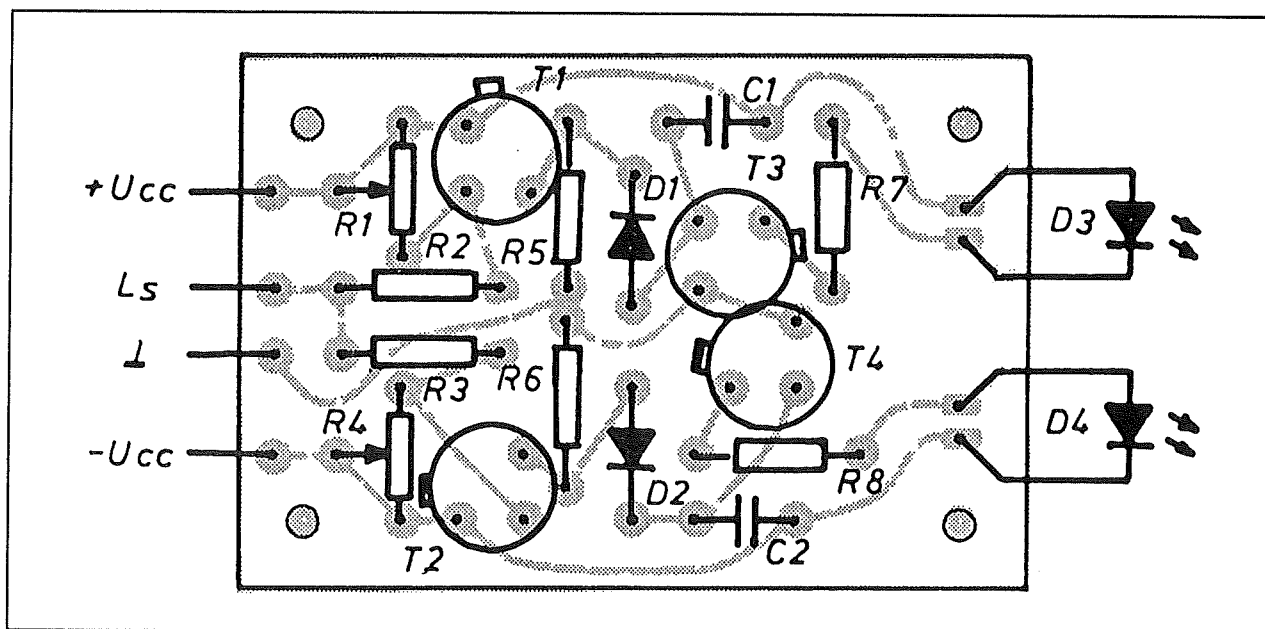 T1
C1
T3
+Ucc
R1
R2
R5
D1
R7
D3
Ls
⊥
R3
R6
T4
R4
D4
-Ucc
D2
R8
T2
C2